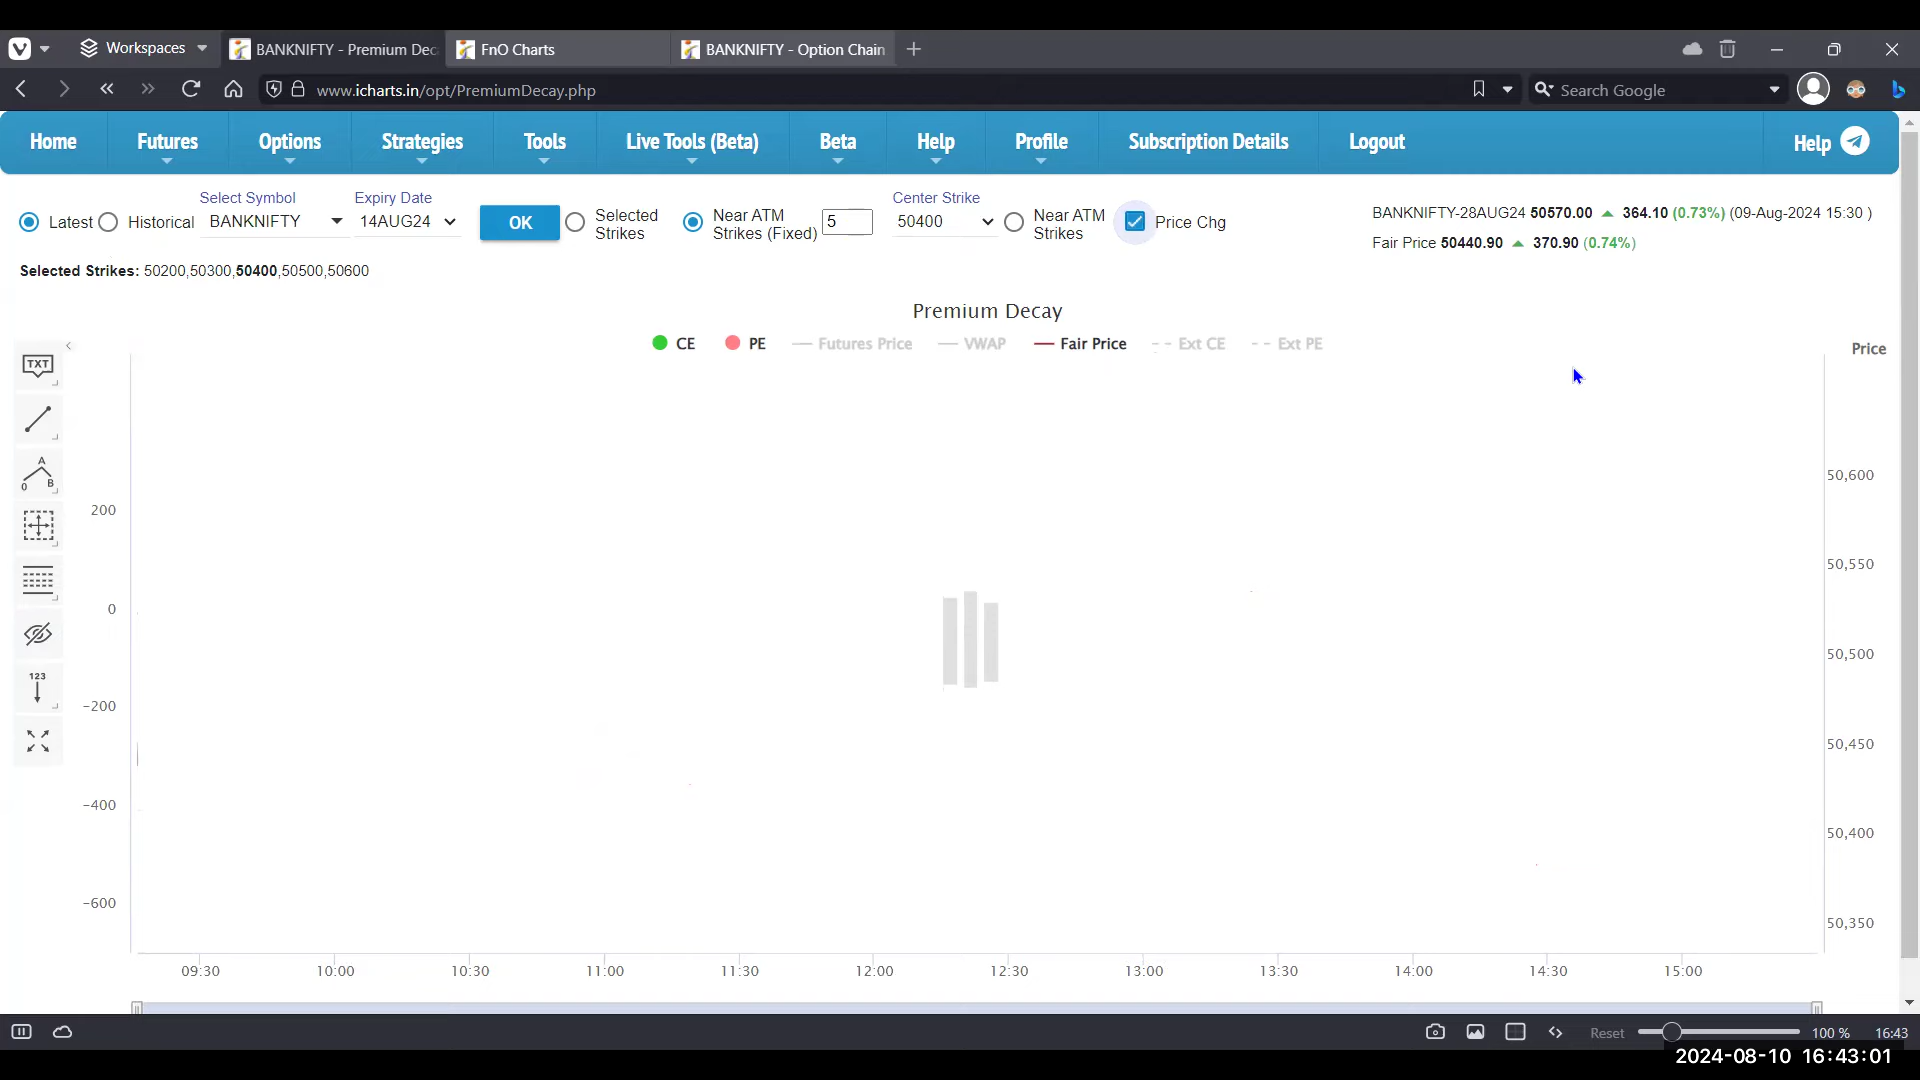 Workspaces BANKNIFTY - Premium Dec FnO Charts BANKNIFTY - Option Chain
www.icharts.in/opt/PremiumDecay.php Search Google
Home Futures Options Strategies Tools Live Tools (Beta) Beta Help Profile Subscription Details Logout Help
Select Symbol Expiry Date Center Strike
Latest Historical BANKNIFTY 14AUG24 OK Selected Strikes Near ATM Strikes (Fixed) 5 50400 Near ATM Strikes Price Chg
BANKNIFTY-28AUG24 50570.00 ▲ 364.10 (0.73%) (09-Aug-2024 15:30 )
Fair Price 50440.90 ▲ 370.90 (0.74%)
Selected Strikes: 50200,50300,50400,50500,50600
Premium Decay
CE PE Futures Price VWAP Fair Price Ext CE Ext PE
Price
TXT
A
0 B
123
200
0
-200
-400
-600
50,600
50,550
50,500
50,450
50,400
50,350
09:30 10:00 10:30 11:00 11:30 12:00 12:30 13:00 13:30 14:00 14:30 15:00
Reset 100 % 16:43
2024-08-10 16:43:01